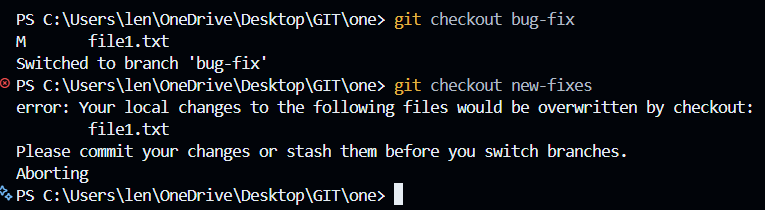 PS C:\Users\len\OneDrive\Desktop\GIT\one> git checkout bug-fix
M       file1.txt
Switched to branch 'bug-fix'
PS C:\Users\len\OneDrive\Desktop\GIT\one> git checkout new-fixes
error: Your local changes to the following files would be overwritten by checkout:
        file1.txt
Please commit your changes or stash them before you switch branches.
Aborting
PS C:\Users\len\OneDrive\Desktop\GIT\one>